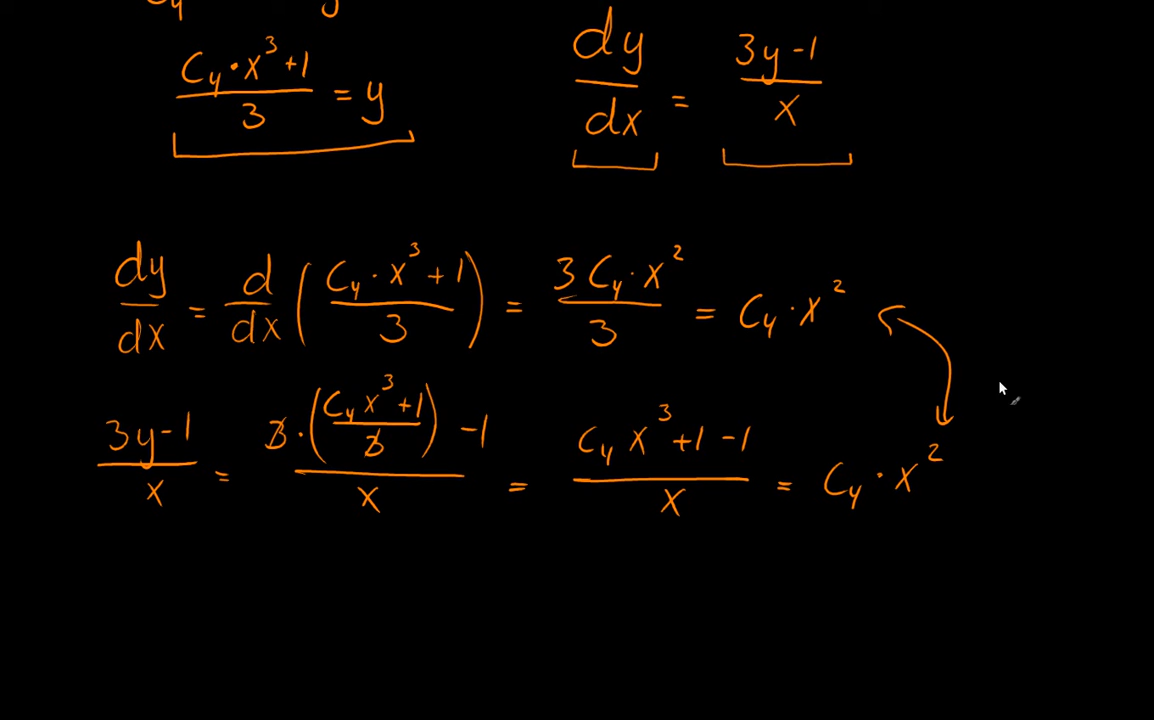 C₄·x³+1 / 3 = y
dy/dx = 3y-1 / x
dy/dx = d/dx (C₄·x³+1 / 3) = 3C₄·x² / 3 = C₄·x²
3y-1 / x = 3·(C₄x³+1 / 3) -1 / x = C₄x³+1-1 / x = C₄·x²